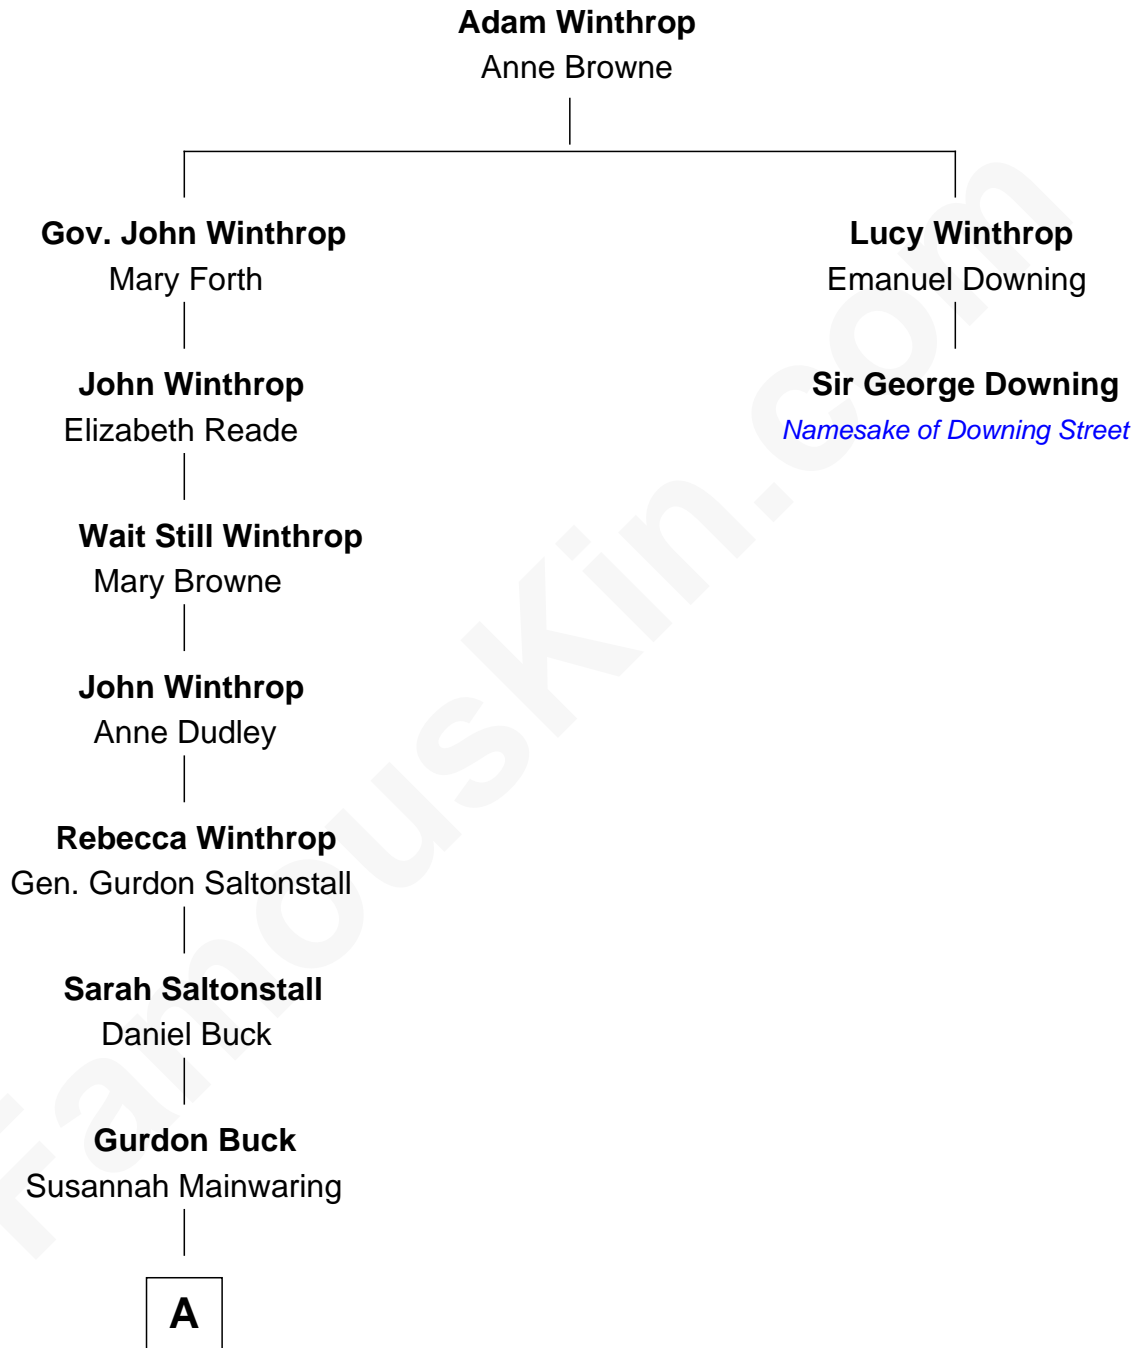 Adam Winthrop
Anne Browne
Gov. John Winthrop
Mary Forth
Lucy Winthrop
Emanuel Downing
John Winthrop
Elizabeth Reade
Sir George Downing
Namesake of Downing Street
Wait Still Winthrop
Mary Browne
John Winthrop
Anne Dudley
Rebecca Winthrop
Gen. Gurdon Saltonstall
Sarah Saltonstall
Daniel Buck
Gurdon Buck
Susannah Mainwaring
A
FamousKin.com